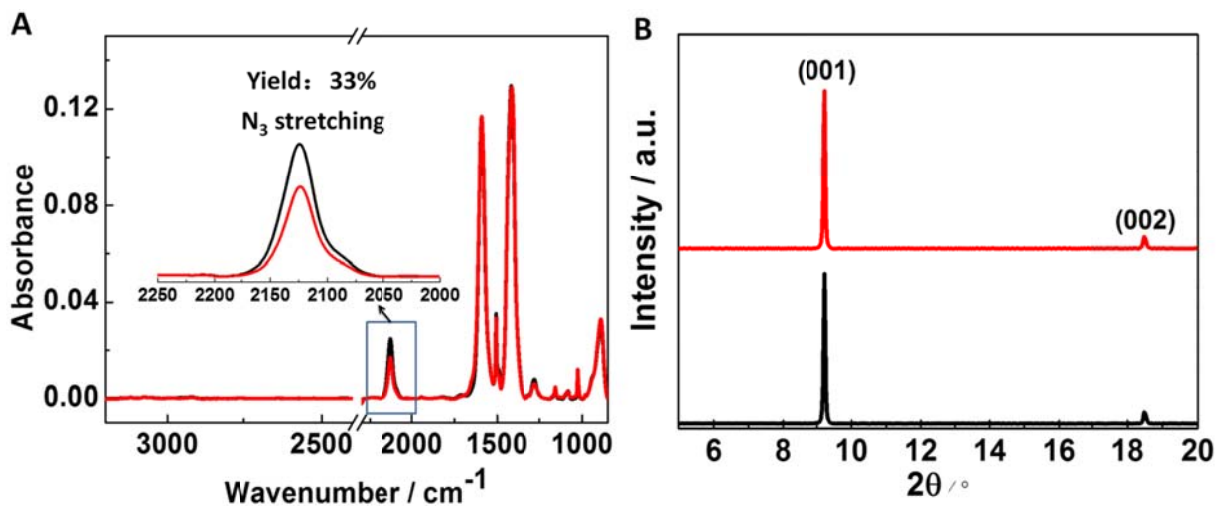 A
Absorbance
0.12
0.08
0.04
0.00
Yield: 33%
N₃ stretching
2250 2200 2150 2100 2050 2000
3000 2500 2000 1500 1000
Wavenumber / cm⁻¹
B
Intensity / a.u.
(001)
(002)
6 8 10 12 14 16 18 20
2θ / °